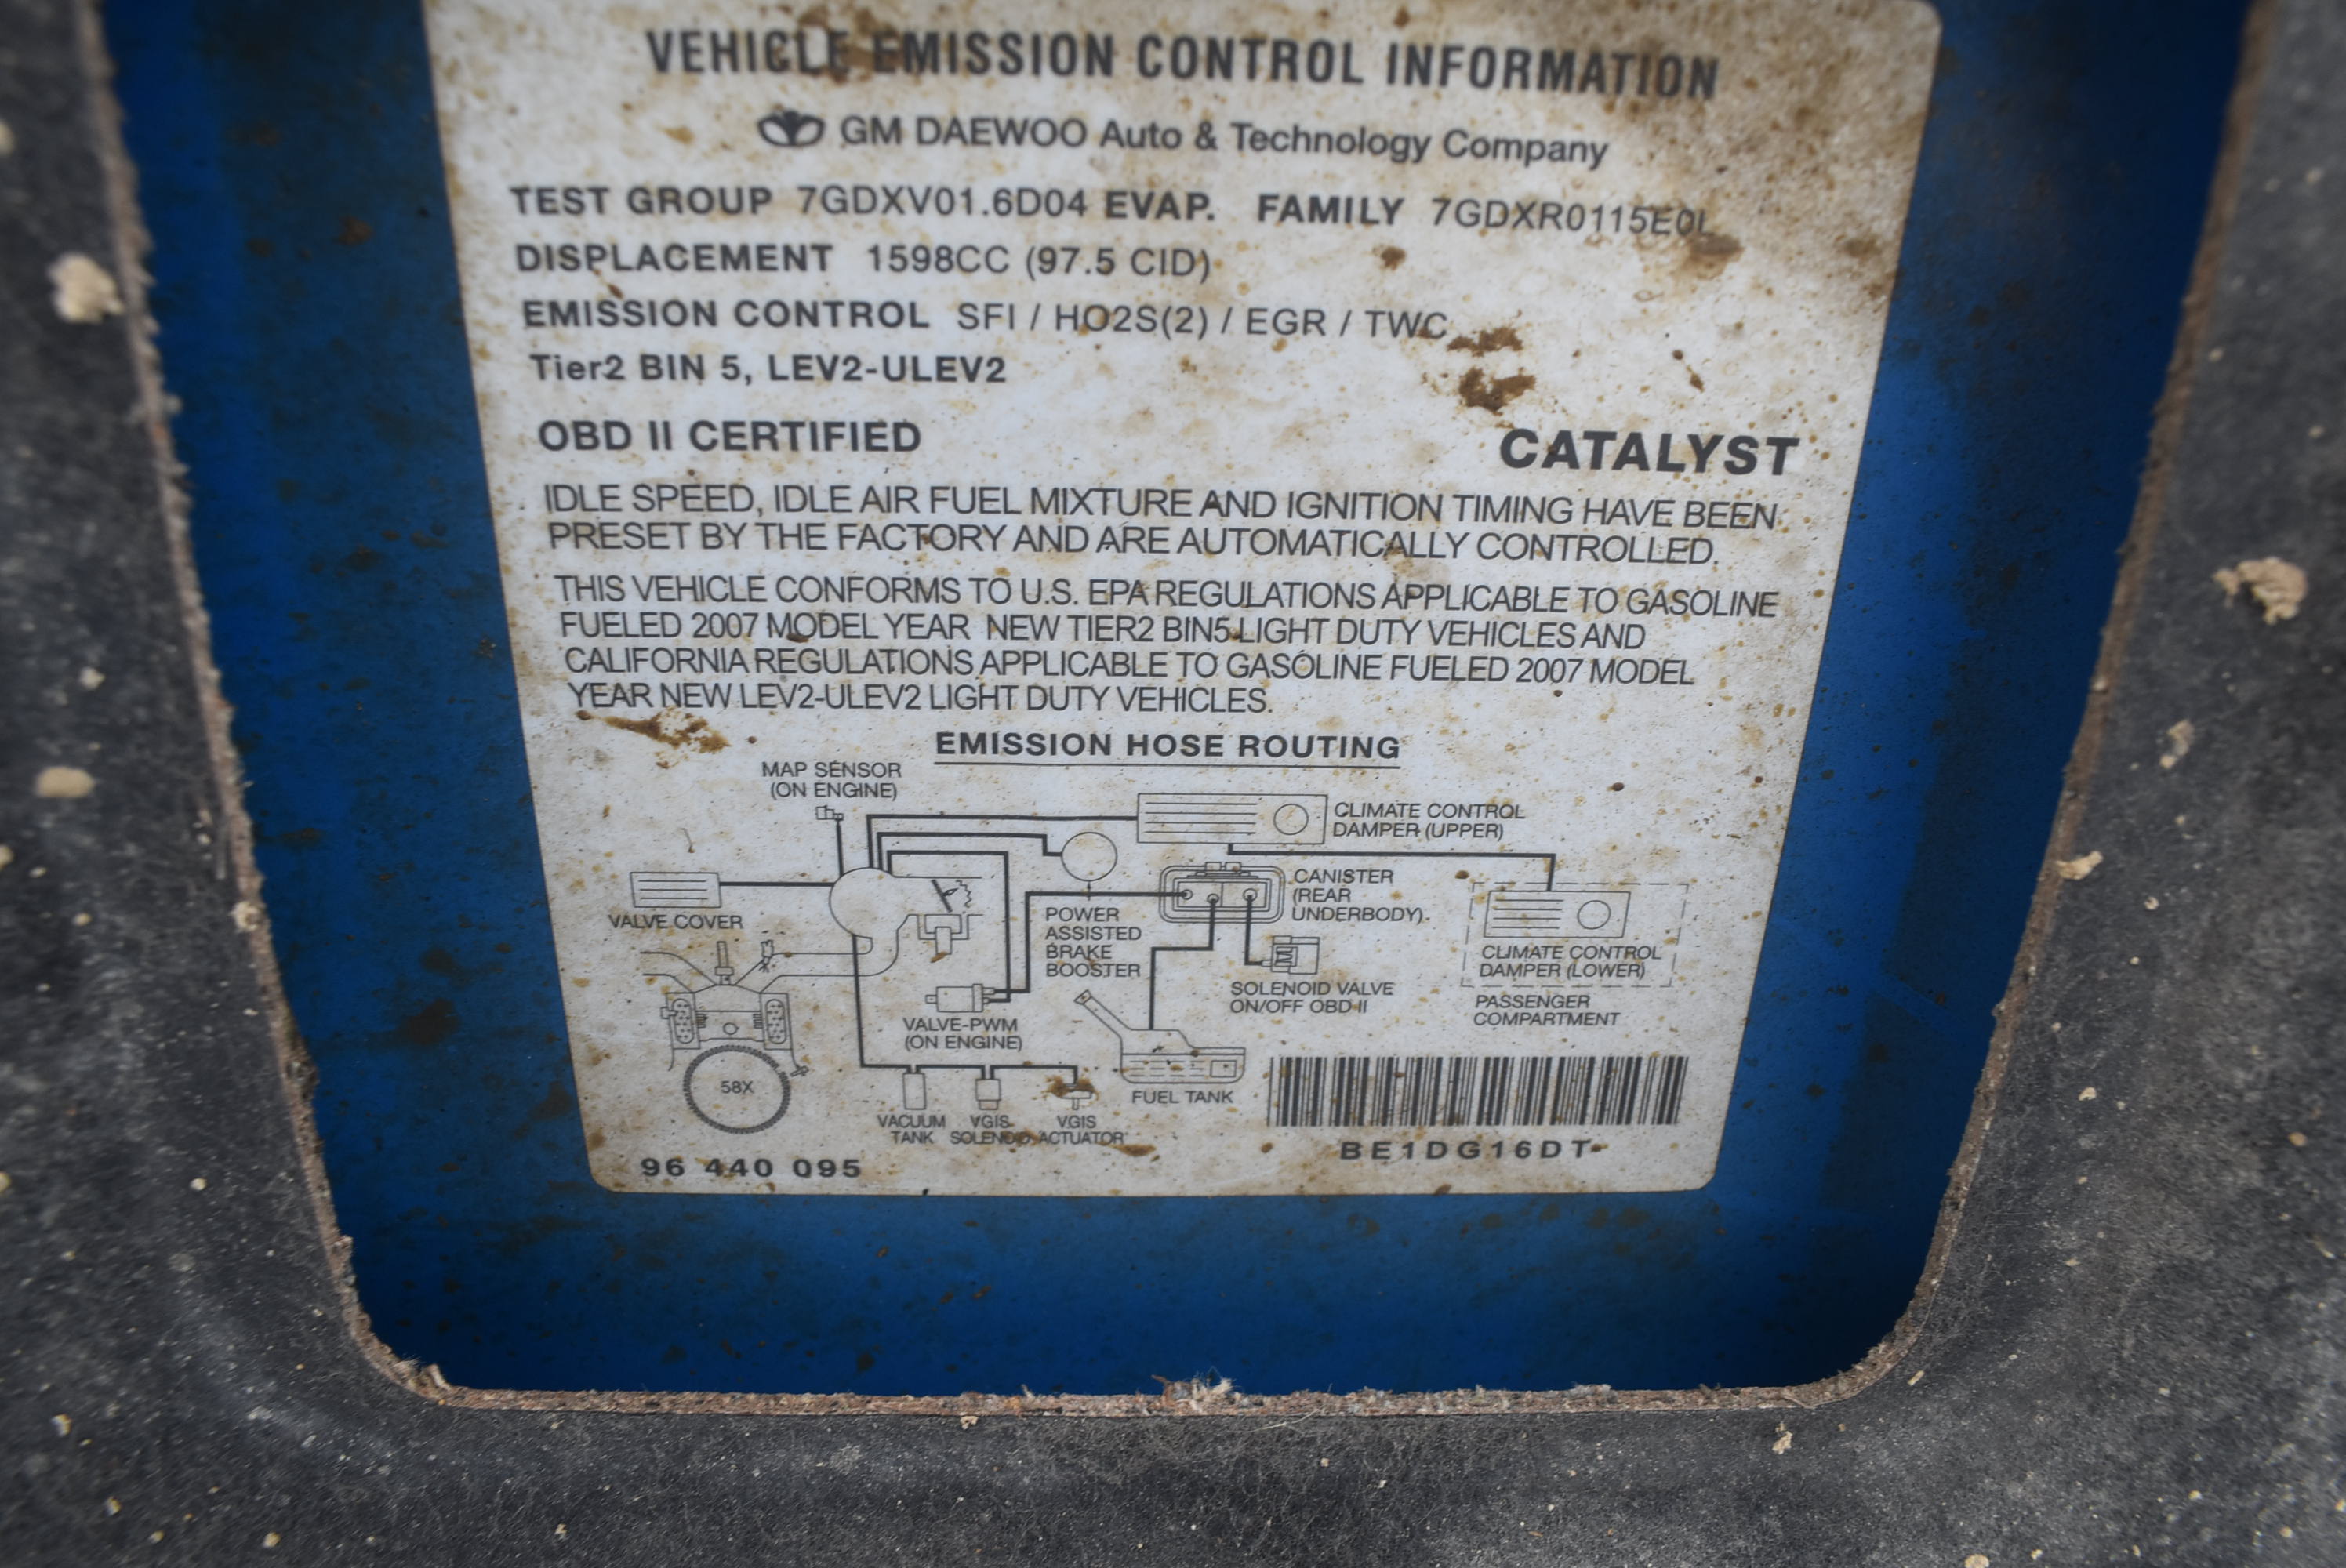 VEHICLE EMISSION CONTROL INFORMATION
GM DAEWOO Auto & Technology Company
TEST GROUP 7GDXV01.6D04 EVAP. FAMILY 7GDXR0115E0L
DISPLACEMENT 1598CC (97.5 CID)
EMISSION CONTROL SFI / HO2S(2) / EGR / TWC
Tier2 BIN 5, LEV2-ULEV2
OBD II CERTIFIED
CATALYST
IDLE SPEED, IDLE AIR FUEL MIXTURE AND IGNITION TIMING HAVE BEEN
PRESET BY THE FACTORY AND ARE AUTOMATICALLY CONTROLLED.
THIS VEHICLE CONFORMS TO U.S. EPA REGULATIONS APPLICABLE TO GASOLINE
FUELED 2007 MODEL YEAR NEW TIER2 BIN5 LIGHT DUTY VEHICLES AND
CALIFORNIA REGULATIONS APPLICABLE TO GASOLINE FUELED 2007 MODEL
YEAR NEW LEV2-ULEV2 LIGHT DUTY VEHICLES.
EMISSION HOSE ROUTING
MAP SENSOR
(ON ENGINE)
CLIMATE CONTROL
DAMPER (UPPER)
VALVE COVER
CANISTER
(REAR
UNDERBODY)
POWER
ASSISTED
BRAKE
BOOSTER
CLIMATE CONTROL
DAMPER (LOWER)
SOLENOID VALVE
ON/OFF OBD II
PASSENGER
COMPARTMENT
VALVE-PWM
(ON ENGINE)
58X
FUEL TANK
VACUUM
TANK
VGIS
SOLENOID
VGIS
ACTUATOR
BE1DG16DT
96 440 095